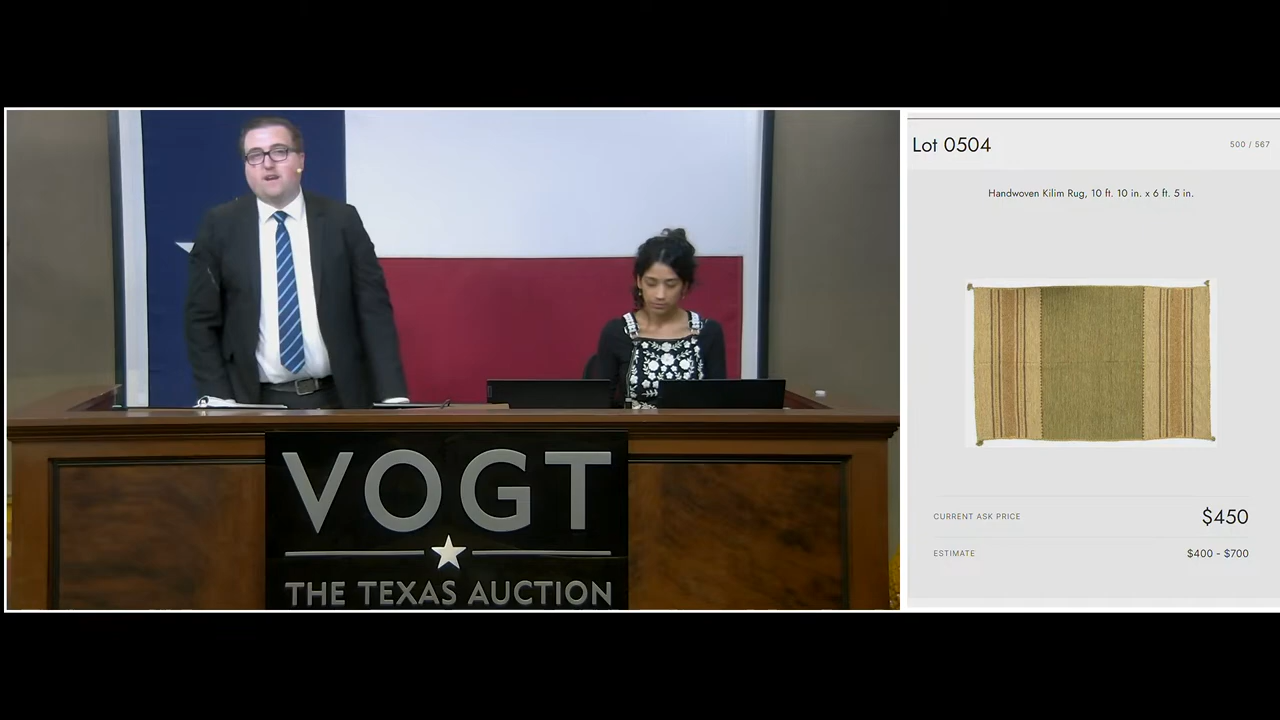 VOGT
THE TEXAS AUCTION
Lot 0504
500 / 567
Handwoven Kilim Rug, 10 ft. 10 in. x 6 ft. 5 in.
CURRENT ASK PRICE
$450
ESTIMATE
$400 - $700